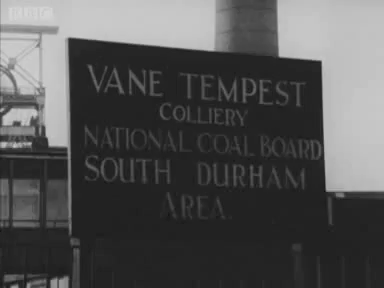 VANE TEMPEST
COLLIERY
NATIONAL COAL BOARD
SOUTH DURHAM
AREA.